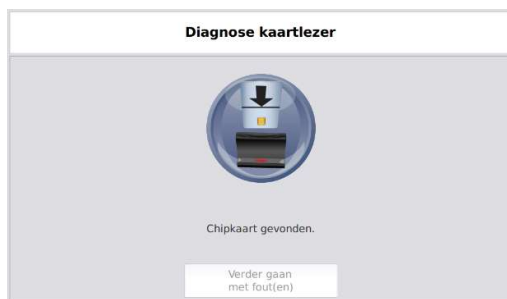 Diagnose kaartlezer
Chipkaart gevonden.
Verder gaan
met fout(en)